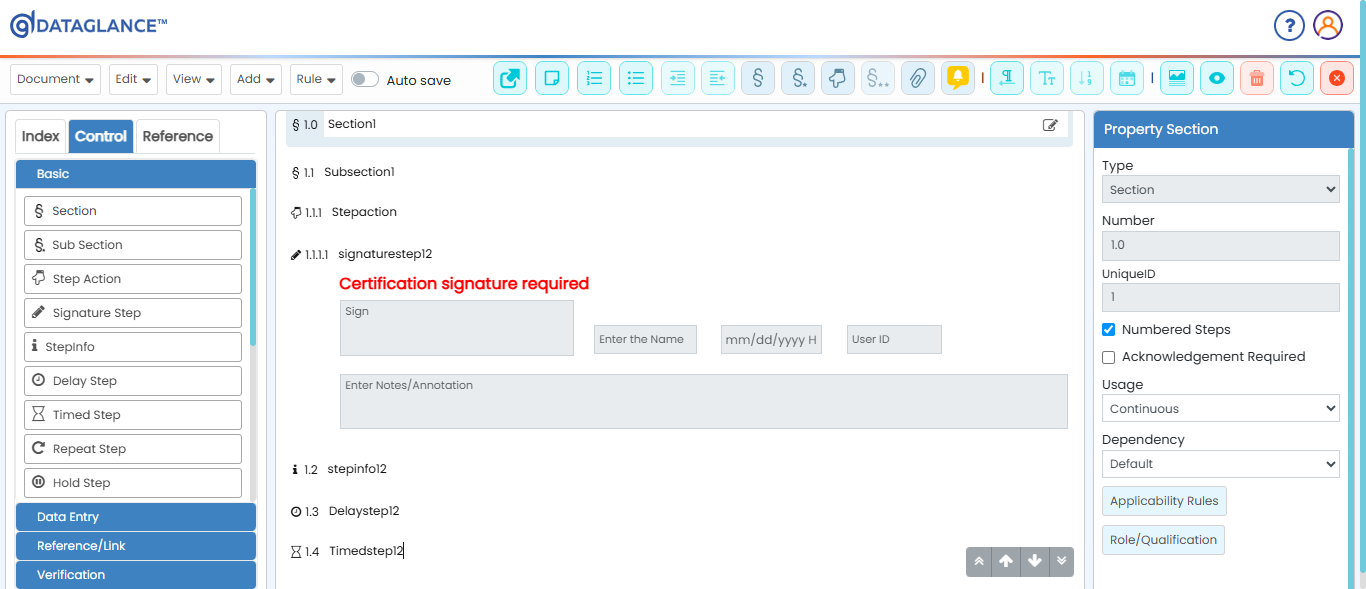 DATAGLANCE™
?
Document Edit View Add Rule Auto save
Index Control Reference
Basic
§ Section
§ Sub Section
Step Action
Signature Step
StepInfo
Delay Step
Timed Step
Repeat Step
Hold Step
Data Entry
Reference/Link
Verification
§ 1.0 Section1
§ 1.1 Subsection1
1.1.1 Stepaction
1.1.1.1 signaturestep12
Certification signature required
Sign
Enter the Name mm/dd/yyyy H User ID
Enter Notes/Annotation
1.2 stepinfo12
1.3 Delaystep12
1.4 Timedstep12
Property Section
Type
Section
Number
1.0
UniqueID
1
Numbered Steps
Acknowledgement Required
Usage
Continuous
Dependency
Default
Applicability Rules
Role/Qualification